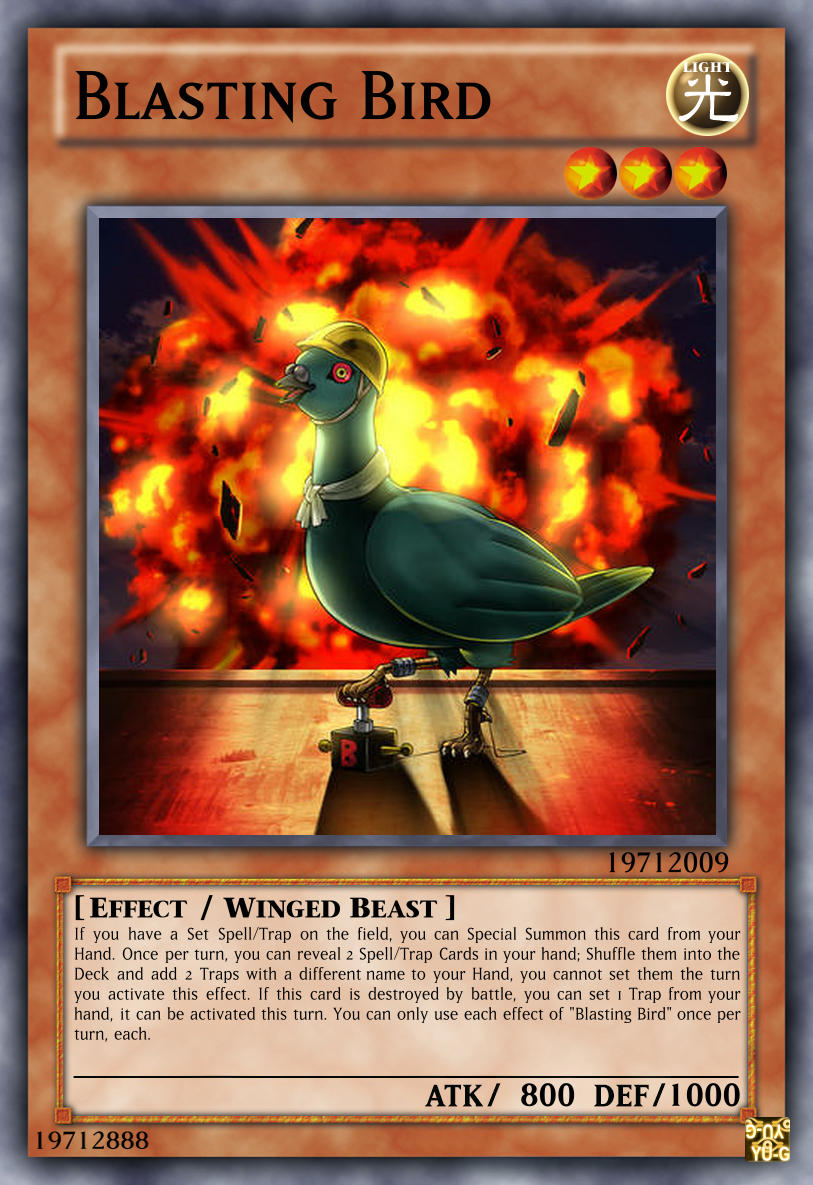 Blasting Bird
LIGHT
光
B
19712009
[ Effect / Winged Beast ]
If you have a Set Spell/Trap on the field, you can Special Summon this card from your
Hand. Once per turn, you can reveal 2 Spell/Trap Cards in your hand; Shuffle them into the
Deck and add 2 Traps with a different name to your Hand, you cannot set them the turn
you activate this effect. If this card is destroyed by battle, you can set 1 Trap from your
hand, it can be activated this turn. You can only use each effect of "Blasting Bird" once per
turn, each.
ATK/ 800 DEF/1000
19712888
YU-G